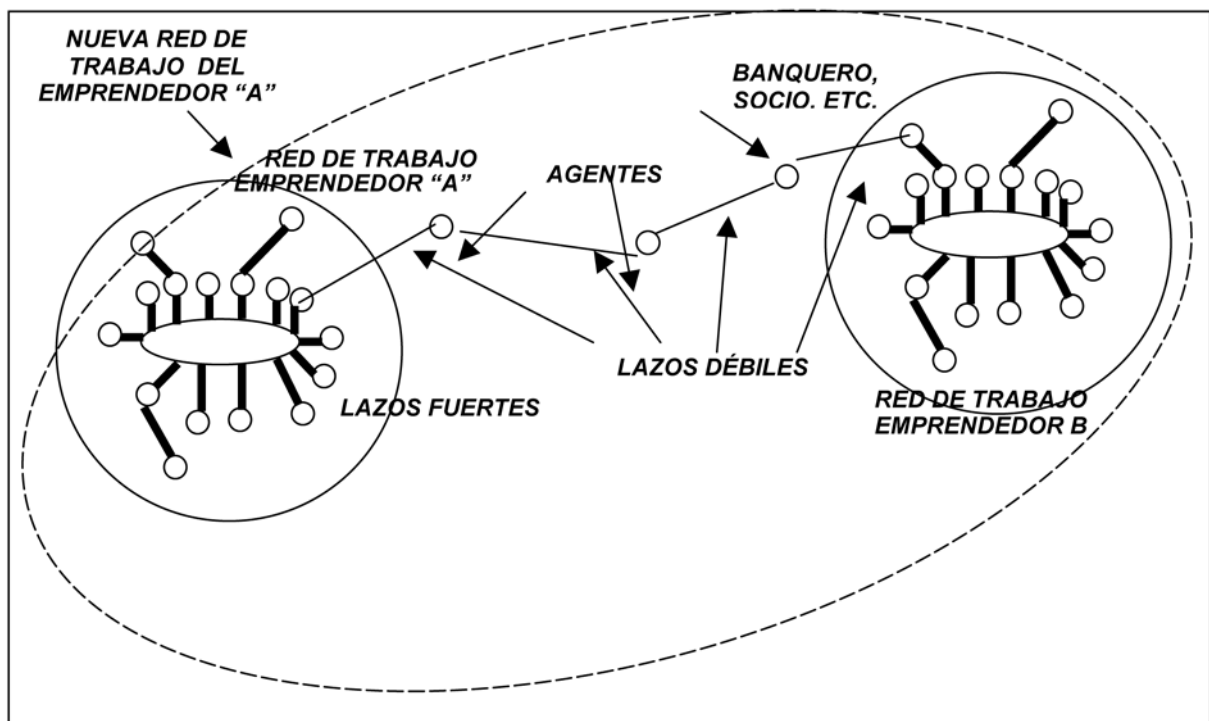 NUEVA RED DE
TRABAJO DEL
EMPRENDEDOR “A”
BANQUERO,
SOCIO. ETC.
RED DE TRABAJO
EMPRENDEDOR “A”
AGENTES
LAZOS DÉBILES
LAZOS FUERTES
RED DE TRABAJO
EMPRENDEDOR B